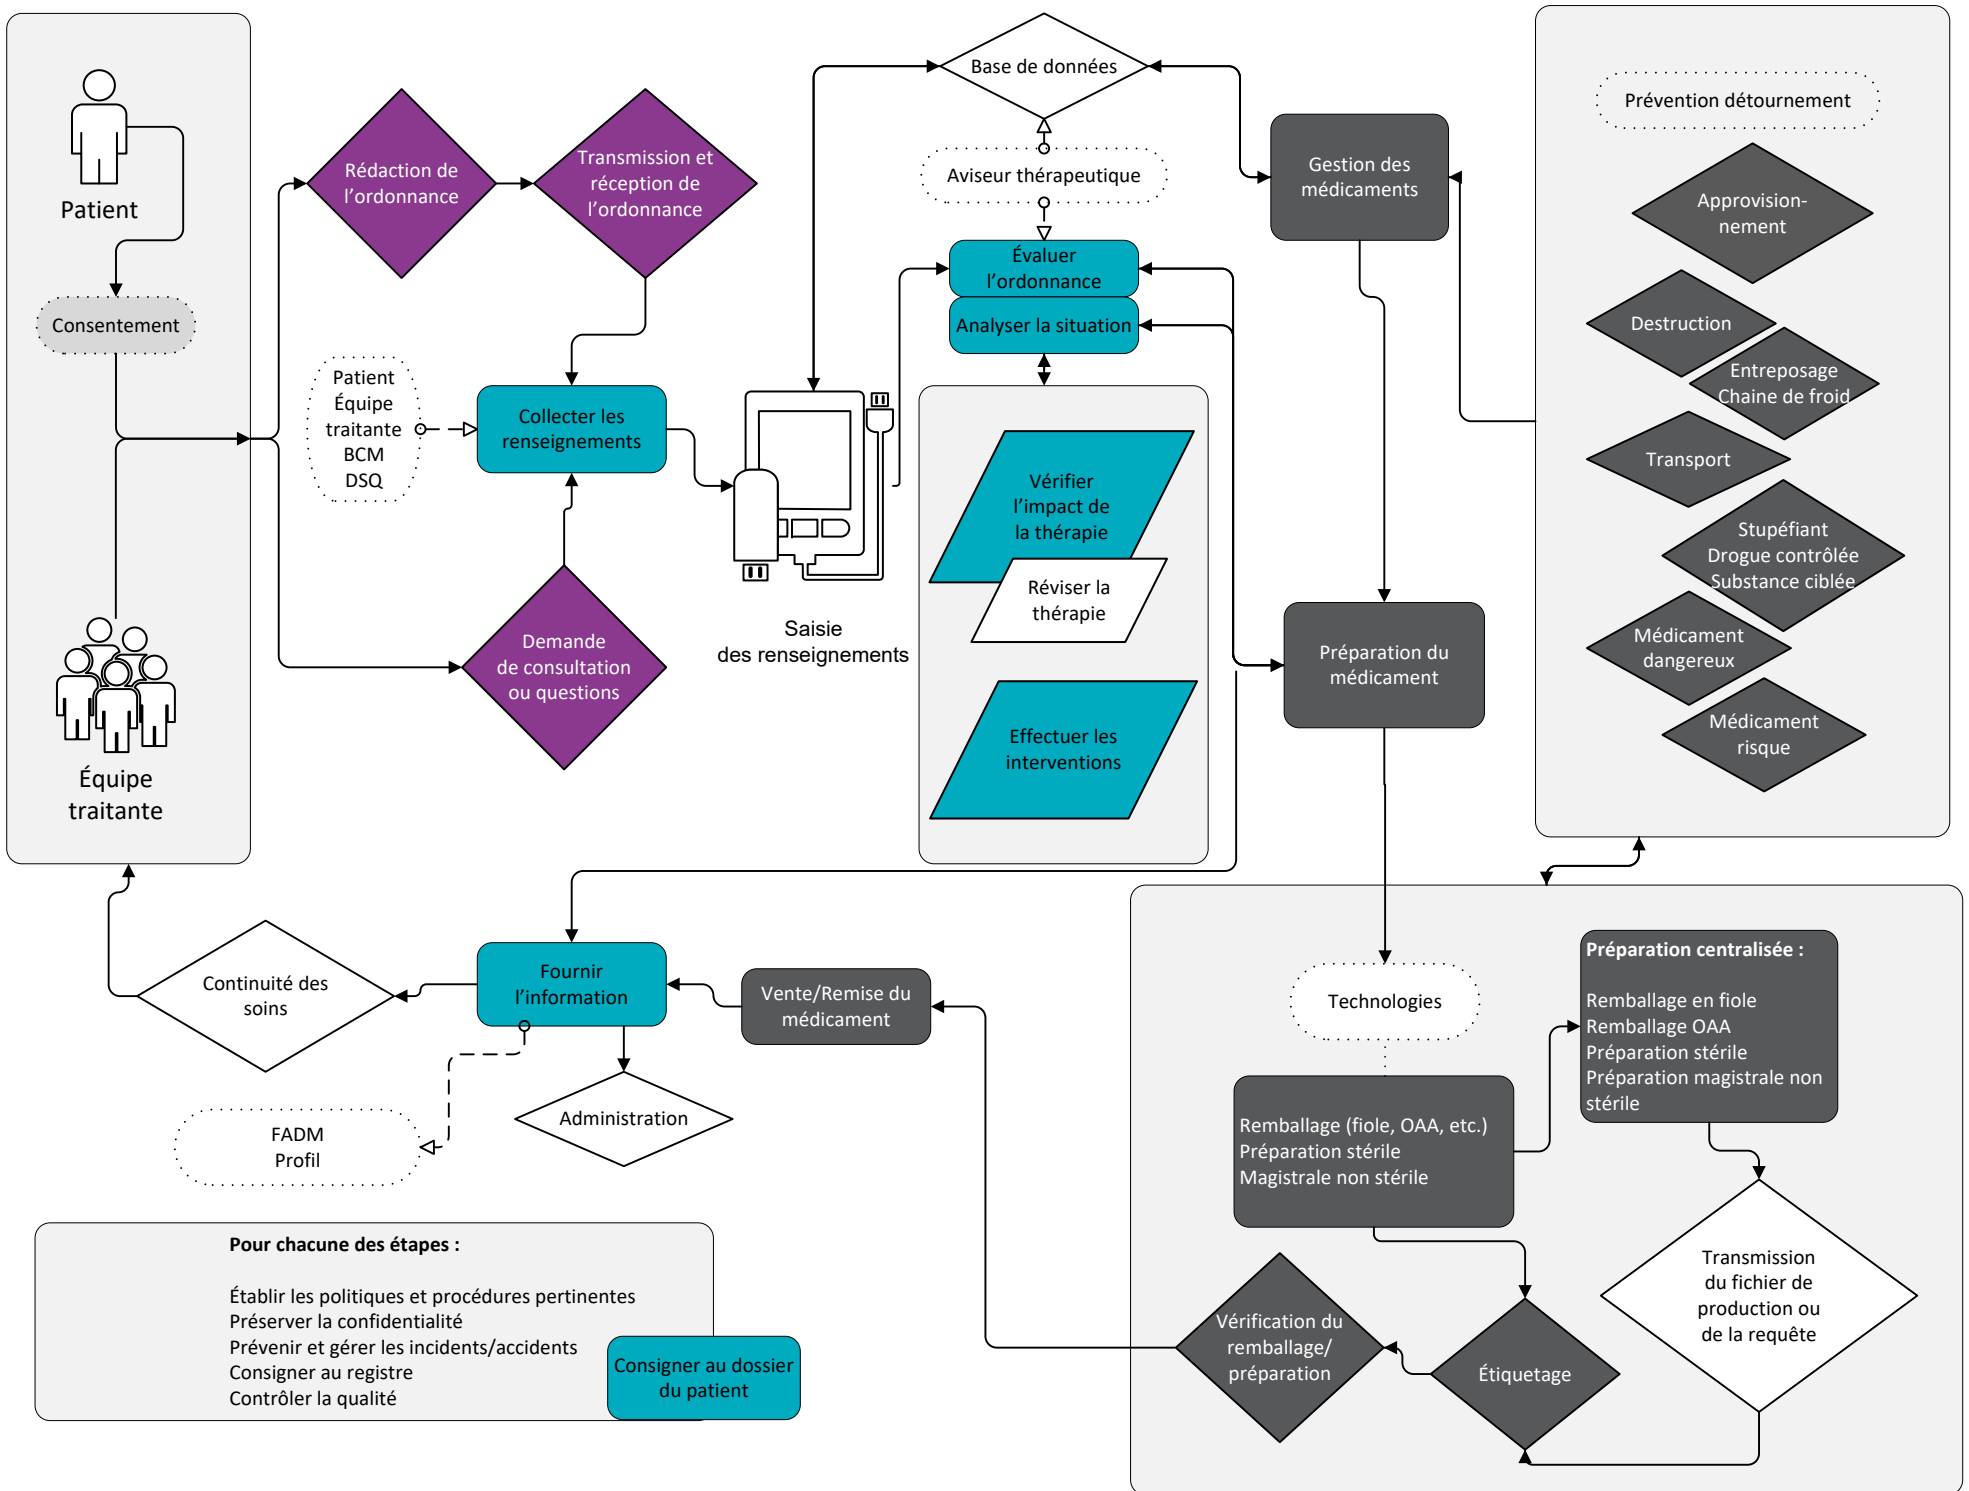 Patient
Consentement
Équipe
traitante
Rédaction de
l’ordonnance
Transmission et
réception de
l’ordonnance
Patient
Équipe
traitante
BCM
DSQ
Collecter les
renseignements
Demande
de consultation
ou questions
Saisie
des renseignements
Base de données
Aviseur thérapeutique
Évaluer
l’ordonnance
Analyser la situation
Vérifier
l’impact de
la thérapie
Réviser la
thérapie
Effectuer les
interventions
Gestion des
médicaments
Préparation du
médicament
Prévention détournement
Approvision-
nement
Destruction
Entreposage
Chaine de froid
Transport
Stupéfiant
Drogue contrôlée
Substance ciblée
Médicament
dangereux
Médicament
risque
Technologies
Remballage (fiole, OAA, etc.)
Préparation stérile
Magistrale non stérile
Préparation centralisée :
Remballage en fiole
Remballage OAA
Préparation stérile
Préparation magistrale non
stérile
Transmission
du fichier de
production ou
de la requête
Étiquetage
Vérification du
remballage/
préparation
Vente/Remise du
médicament
Fournir
l’information
Continuité des
soins
Administration
FADM
Profil
Pour chacune des étapes :
Établir les politiques et procédures pertinentes
Préserver la confidentialité
Prévenir et gérer les incidents/accidents
Consigner au registre
Contrôler la qualité
Consigner au dossier
du patient